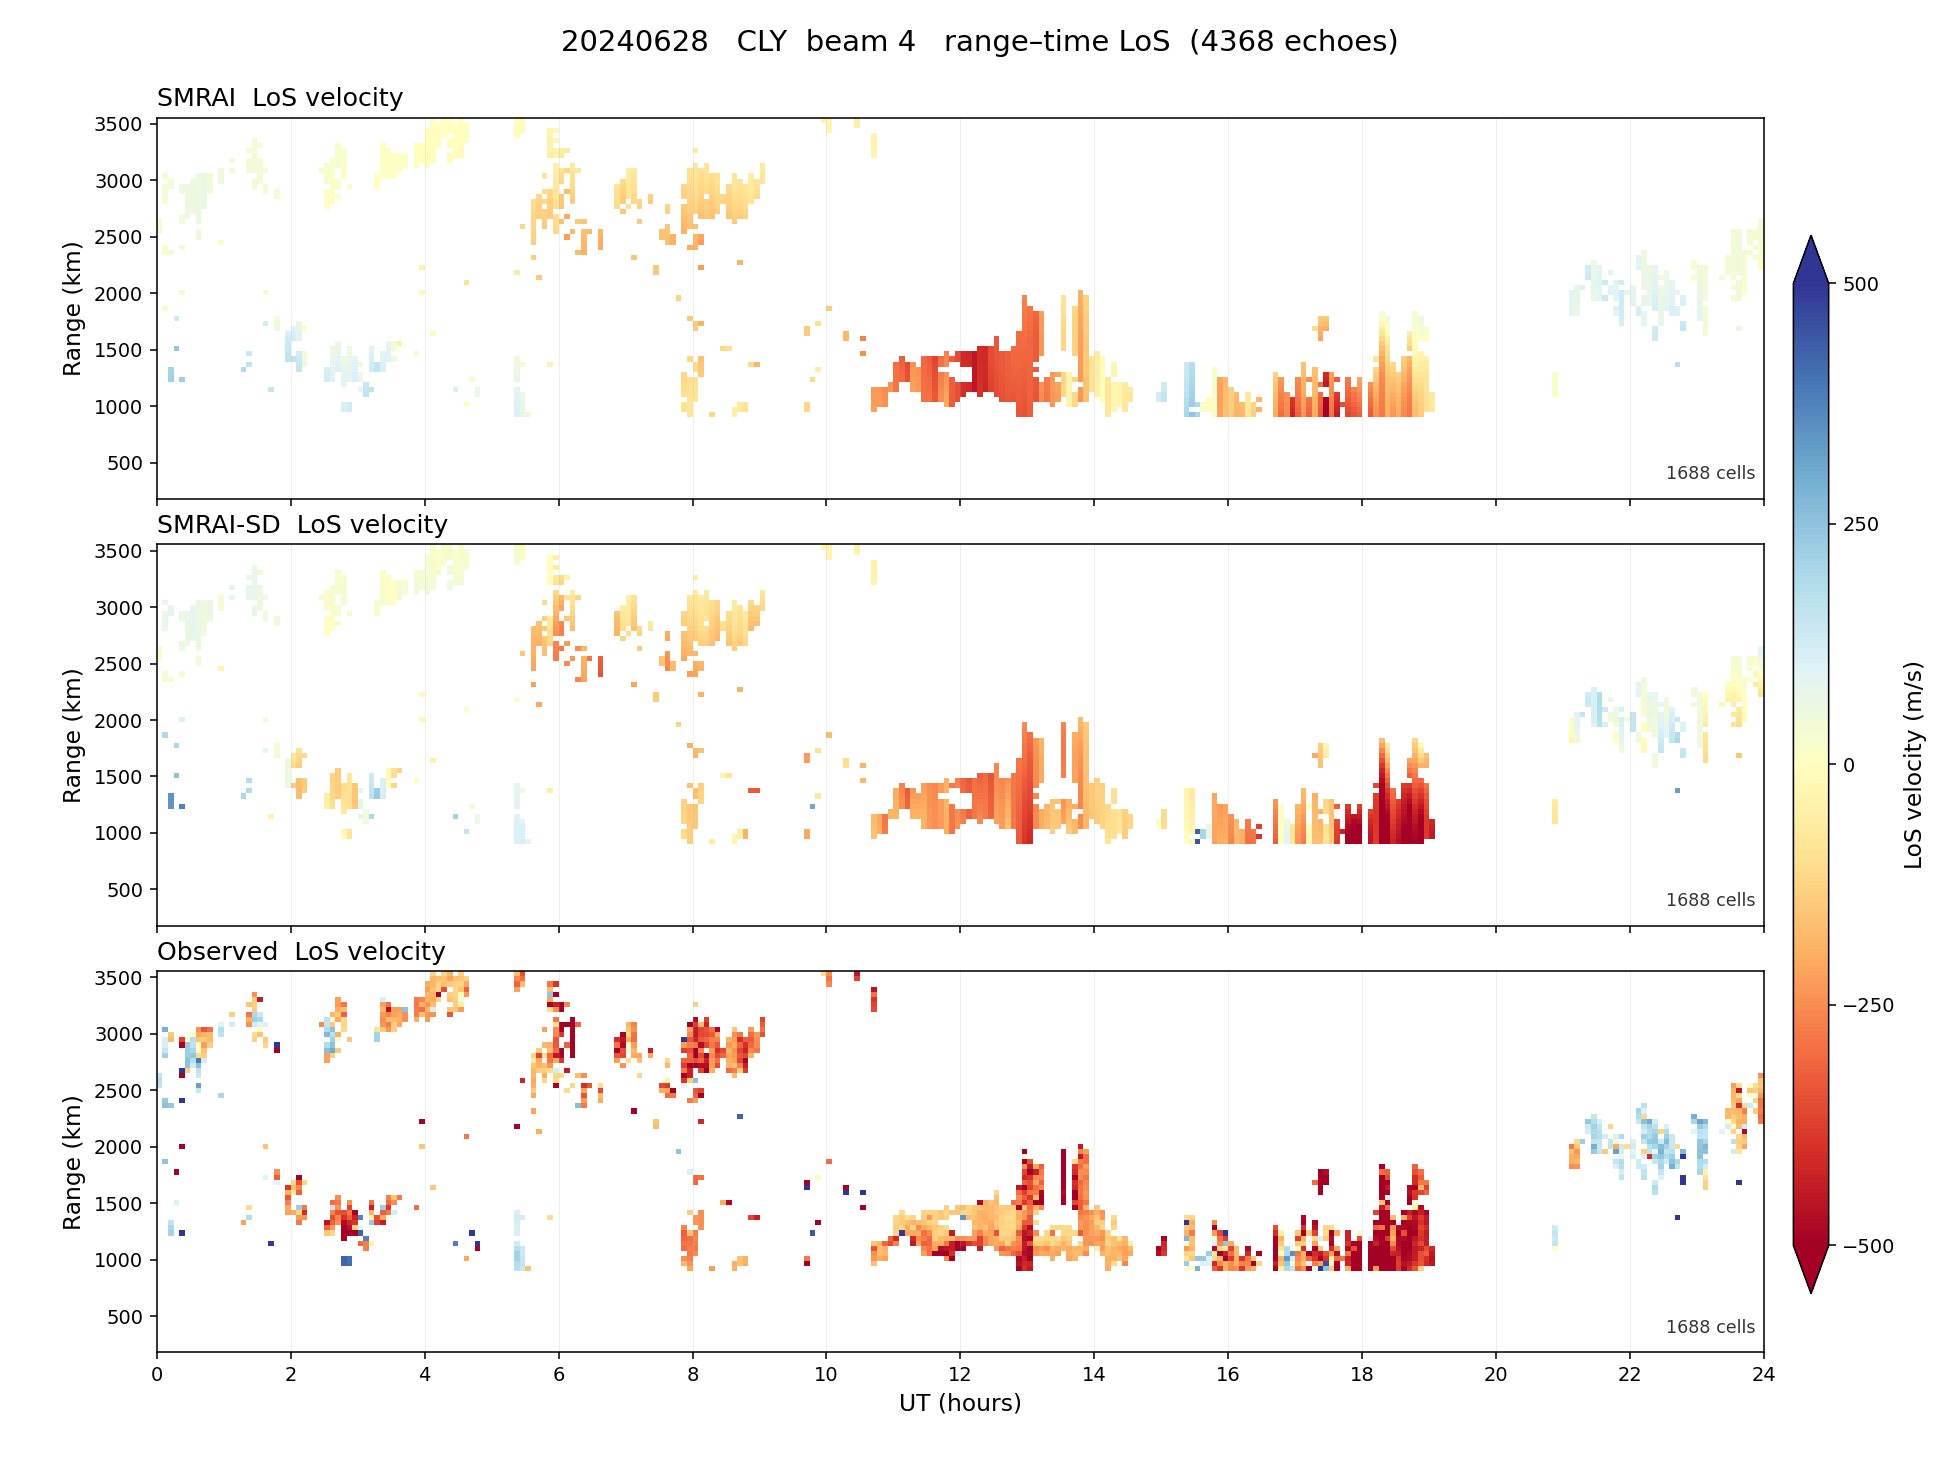 20240628   CLY  beam 4   range–time LoS  (4368 echoes)
SMRAI  LoS velocity
3500
3000
2500
2000
1500
1000
500
Range (km)
1688 cells
SMRAI-SD  LoS velocity
3500
3000
2500
2000
1500
1000
500
Range (km)
1688 cells
Observed  LoS velocity
3500
3000
2500
2000
1500
1000
500
Range (km)
1688 cells
0 2 4 6 8 10 12 14 16 18 20 22 24
UT (hours)
500
250
0
−250
−500
LoS velocity (m/s)